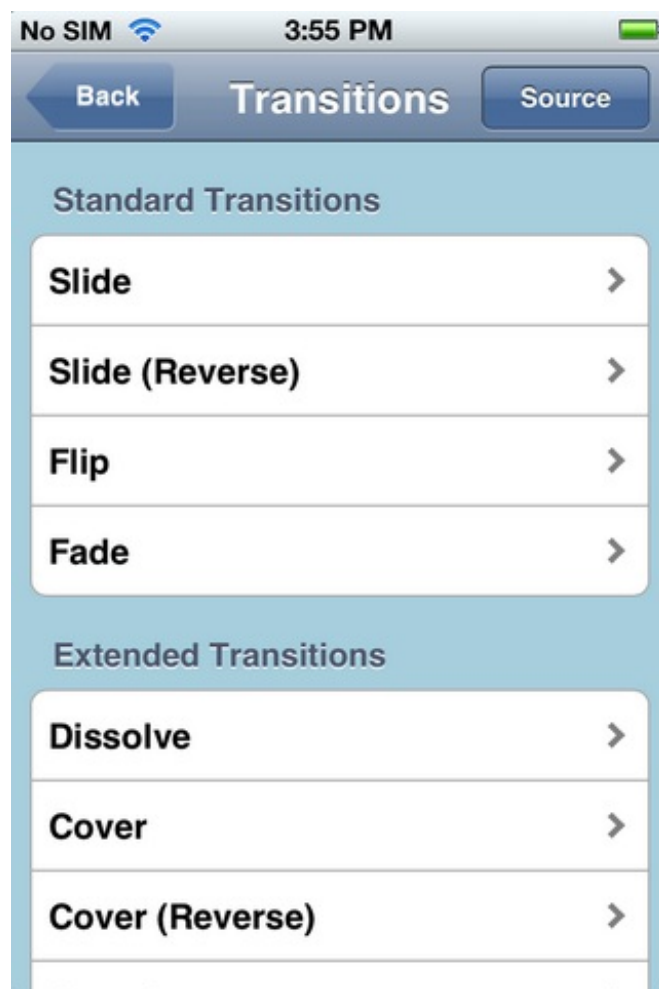 No SIM 3:55 PM
Back Transitions Source
Standard Transitions
Slide
Slide (Reverse)
Flip
Fade
Extended Transitions
Dissolve
Cover
Cover (Reverse)